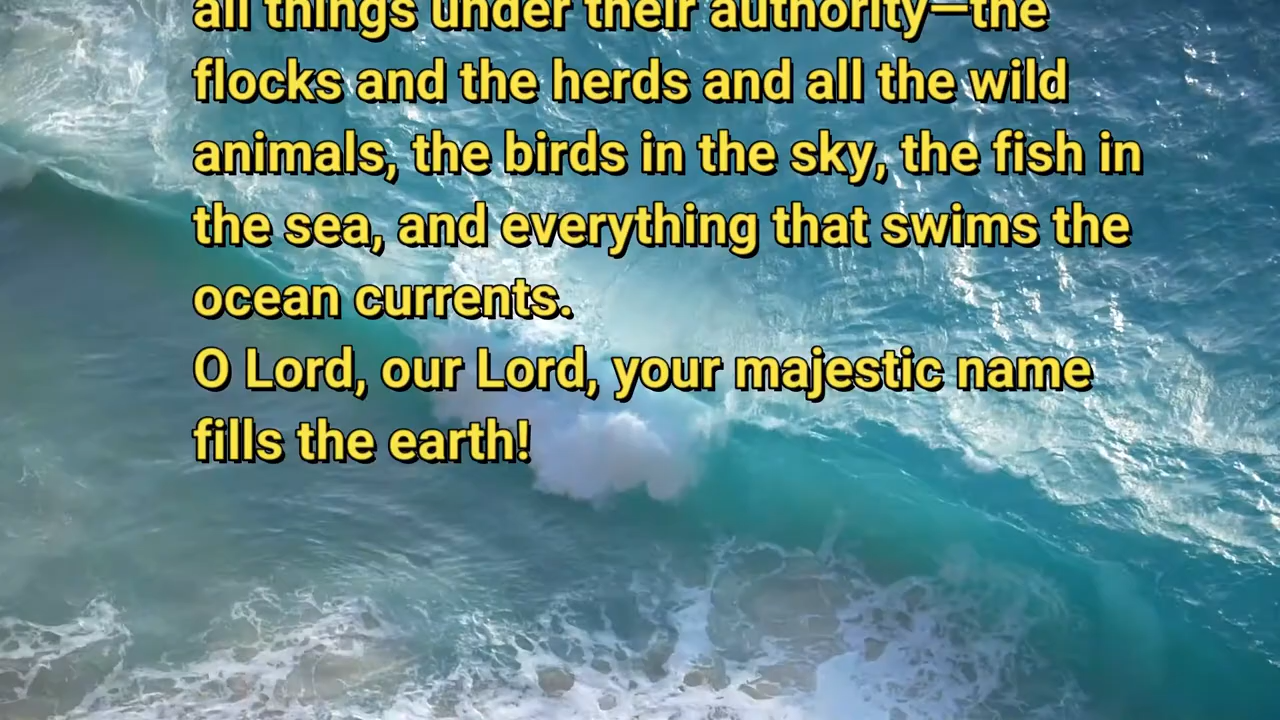 all things under their authority—the
flocks and the herds and all the wild
animals, the birds in the sky, the fish in
the sea, and everything that swims the
ocean currents.
O Lord, our Lord, your majestic name
fills the earth!